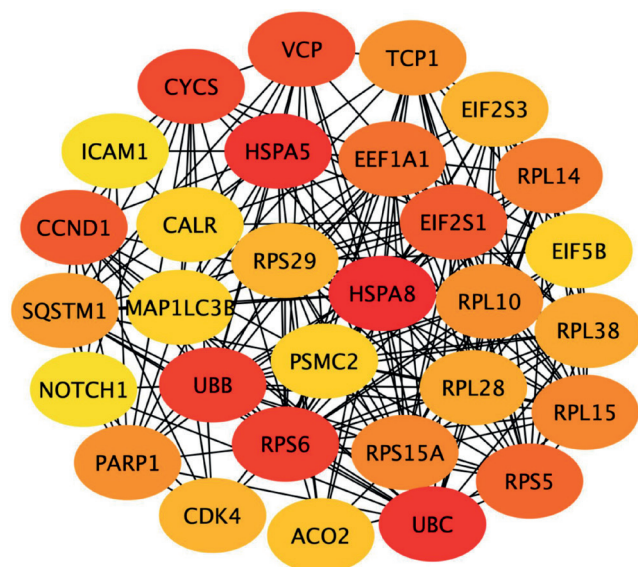 VCP
TCP1
CYCS
EIF2S3
ICAM1
HSPA5
EEF1A1
RPL14
CCND1
CALR
EIF2S1
RPS29
EIF5B
HSPA8
SQSTM1
MAP1LC3B
RPL10
RPL38
PSMC2
NOTCH1
UBB
RPL28
RPL15
RPS6
RPS15A
PARP1
RPS5
CDK4
ACO2
UBC